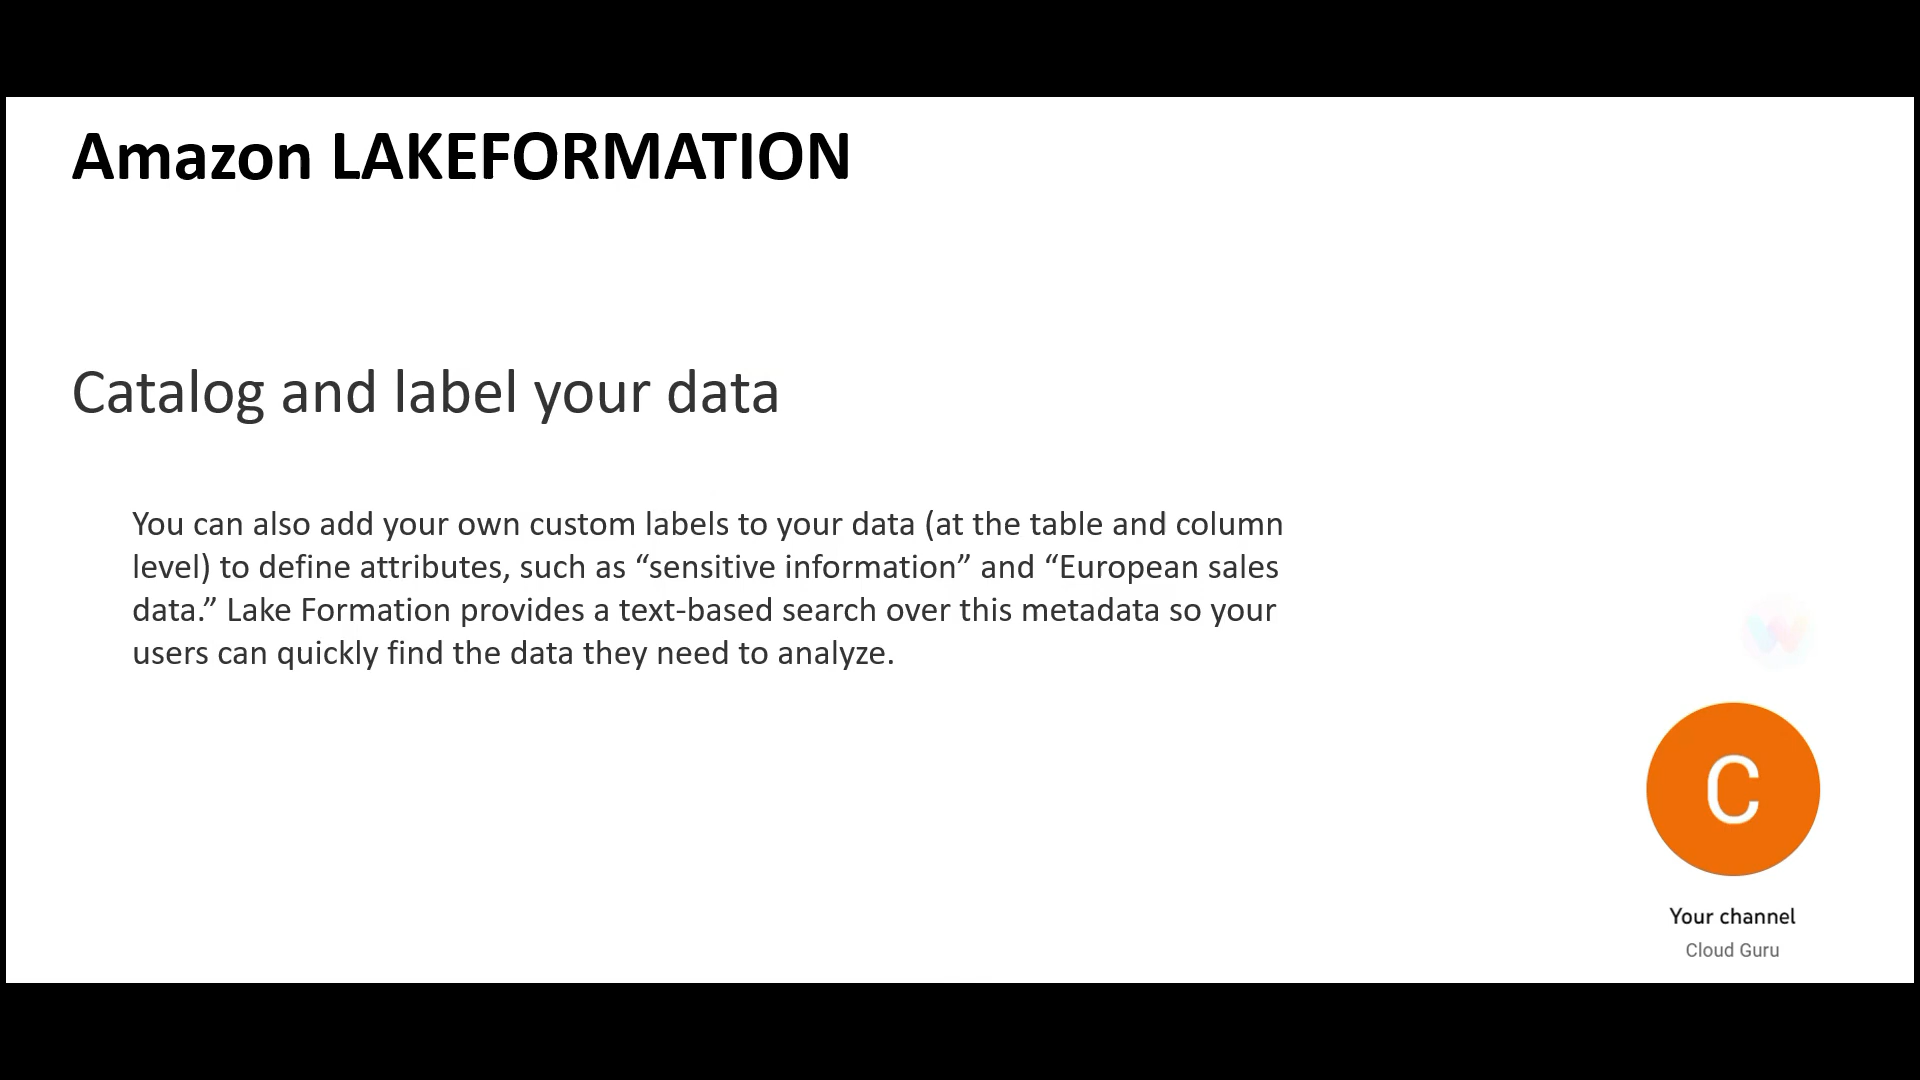 Amazon LAKEFORMATION
Catalog and label your data
You can also add your own custom labels to your data (at the table and column
level) to define attributes, such as “sensitive information” and “European sales
data.” Lake Formation provides a text-based search over this metadata so your
users can quickly find the data they need to analyze.
C
Your channel
Cloud Guru